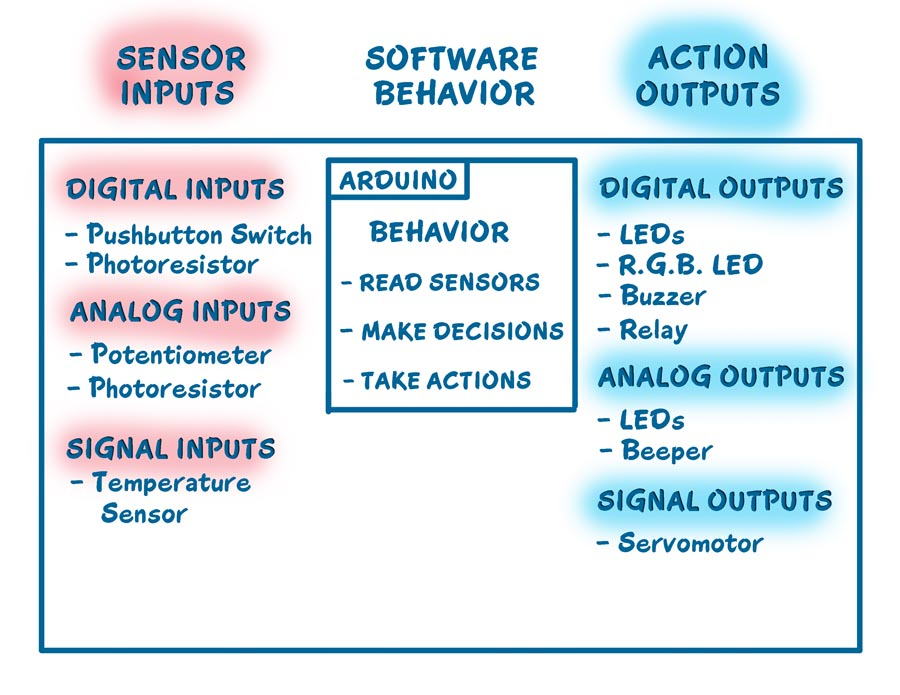 SENSOR
INPUTS
SOFTWARE
BEHAVIOR
ACTION
OUTPUTS
DIGITAL INPUTS
- Pushbutton Switch
- Photoresistor
ANALOG INPUTS
- Potentiometer
- Photoresistor
SIGNAL INPUTS
- Temperature
Sensor
ARDUINO
BEHAVIOR
- READ SENSORS
- MAKE DECISIONS
- TAKE ACTIONS
DIGITAL OUTPUTS
- LEDs
- R.G.B. LED
- Buzzer
- Relay
ANALOG OUTPUTS
- LEDs
- Beeper
SIGNAL OUTPUTS
- Servomotor